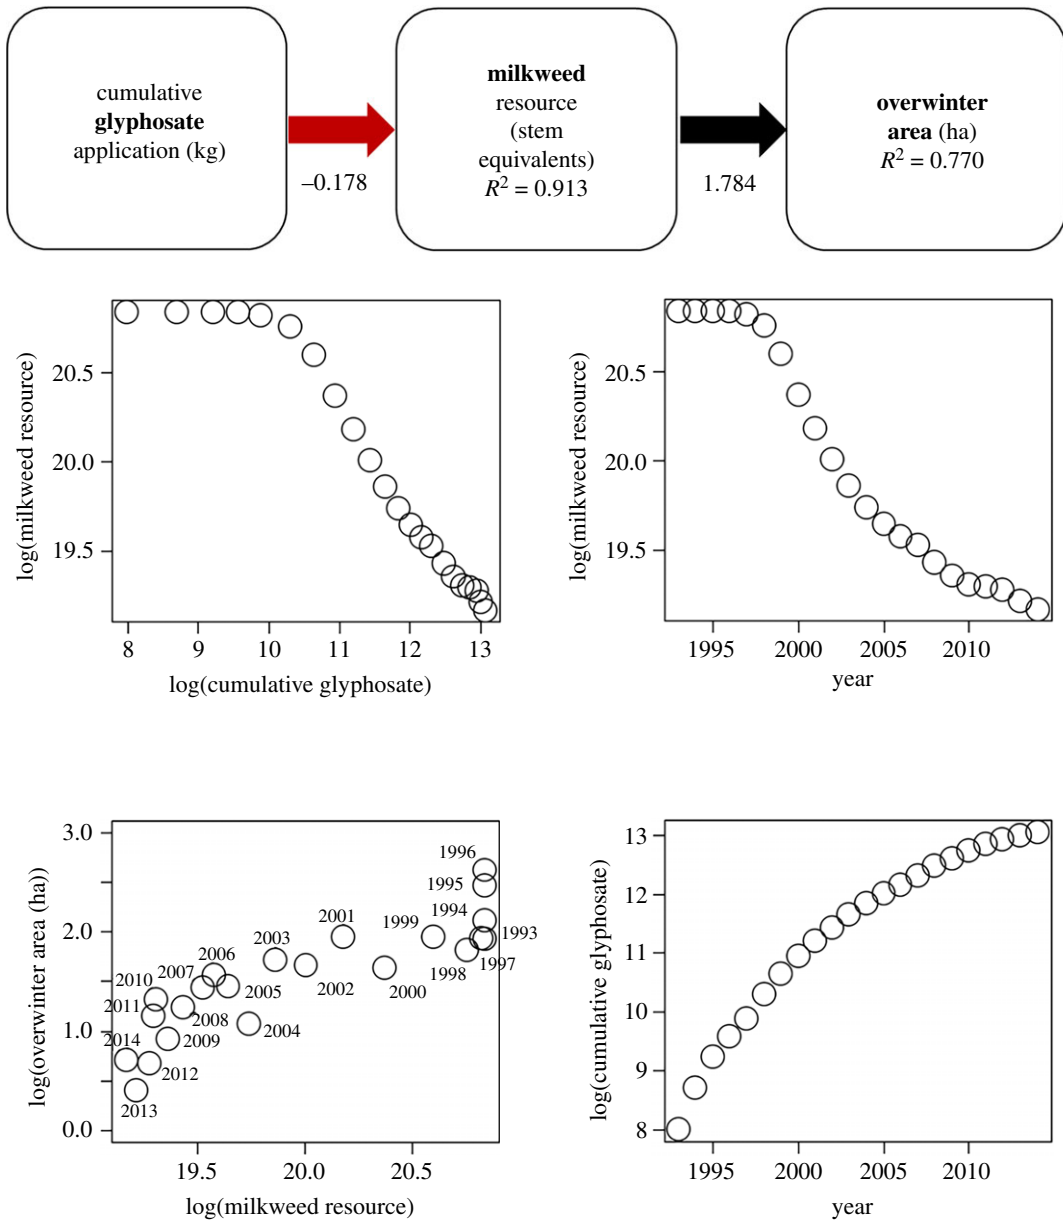 cumulative
glyphosate
application (kg)
–0.178
milkweed
resource
(stem
equivalents)
R² = 0.913
1.784
overwinter
area (ha)
R² = 0.770
log(milkweed resource)
20.5
20.0
19.5
8 9 10 11 12 13
log(cumulative glyphosate)
log(milkweed resource)
20.5
20.0
19.5
1995 2000 2005 2010
year
log(overwinter area (ha))
3.0
2.0
1.0
0.0
1996
1995
1994
1993
1997
1998
1999
2000
2001
2002
2003
2004
2005
2006
2007
2008
2009
2010
2011
2012
2013
2014
19.5 20.0 20.5
log(milkweed resource)
log(cumulative glyphosate)
13
12
11
10
9
8
1995 2000 2005 2010
year